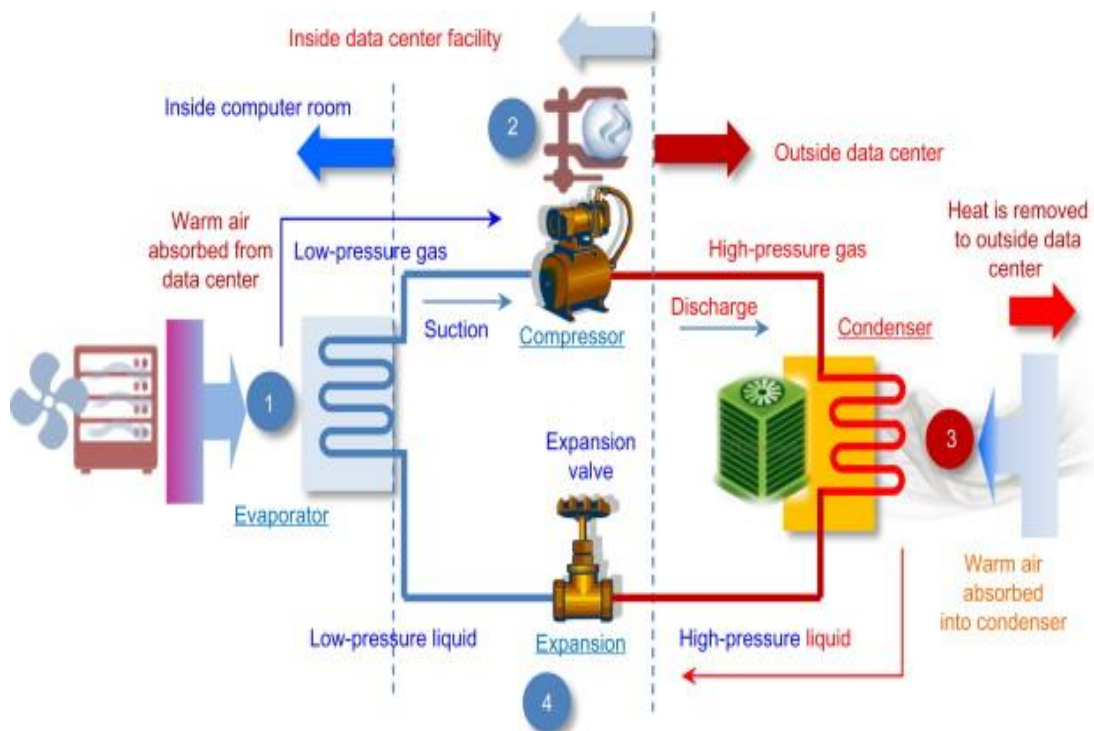 Inside data center facility
Inside computer room
2
Outside data center
Warm air
absorbed from
data center
Low-pressure gas
High-pressure gas
Heat is removed
to outside data
center
Suction
Compressor
Discharge
Condenser
1
3
Expansion
valve
Evaporator
Warm air
absorbed
into condenser
Low-pressure liquid
Expansion
High-pressure liquid
4